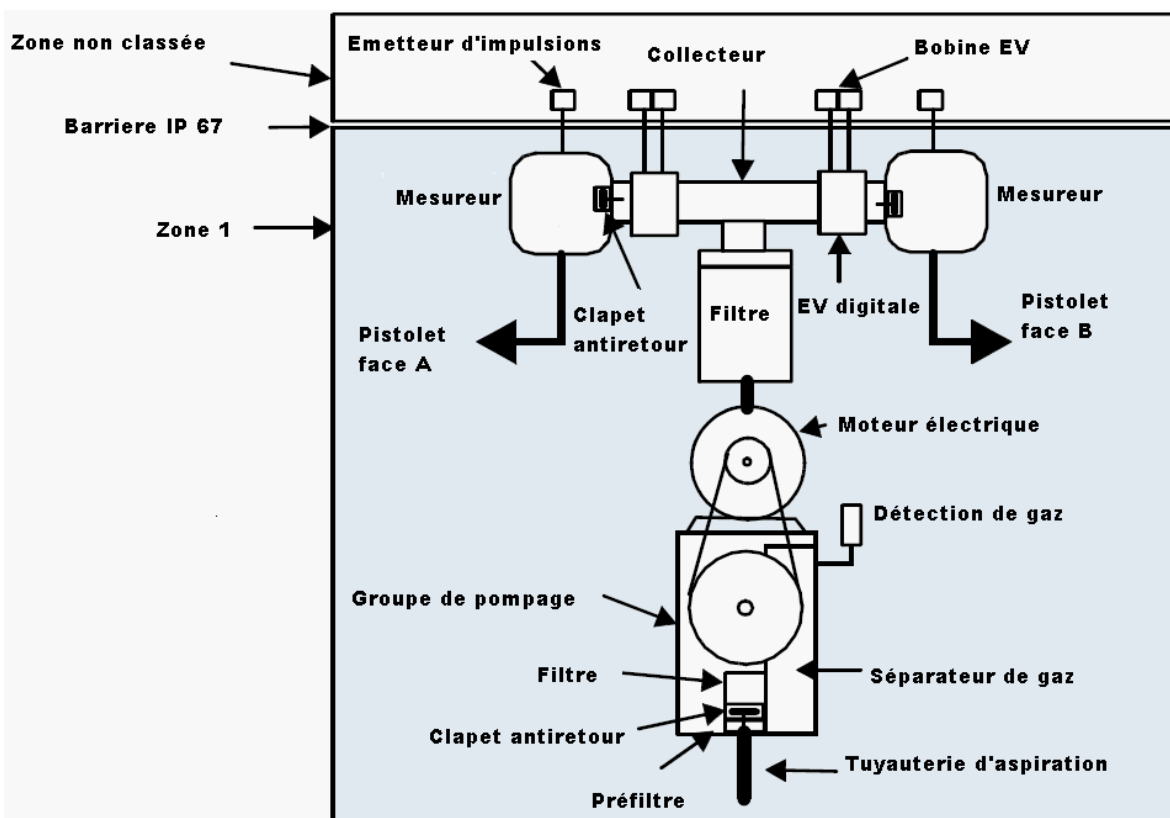 Zone non classée
Emetteur d'impulsions
Collecteur
Bobine EV
Barriere IP 67
Mesureur
Mesureur
Zone 1
Clapet
antiretour
Filtre
EV digitale
Pistolet
face B
Pistolet
face A
Moteur électrique
Détection de gaz
Groupe de pompage
Filtre
Séparateur de gaz
Clapet antiretour
Tuyauterie d'aspiration
Préfiltre